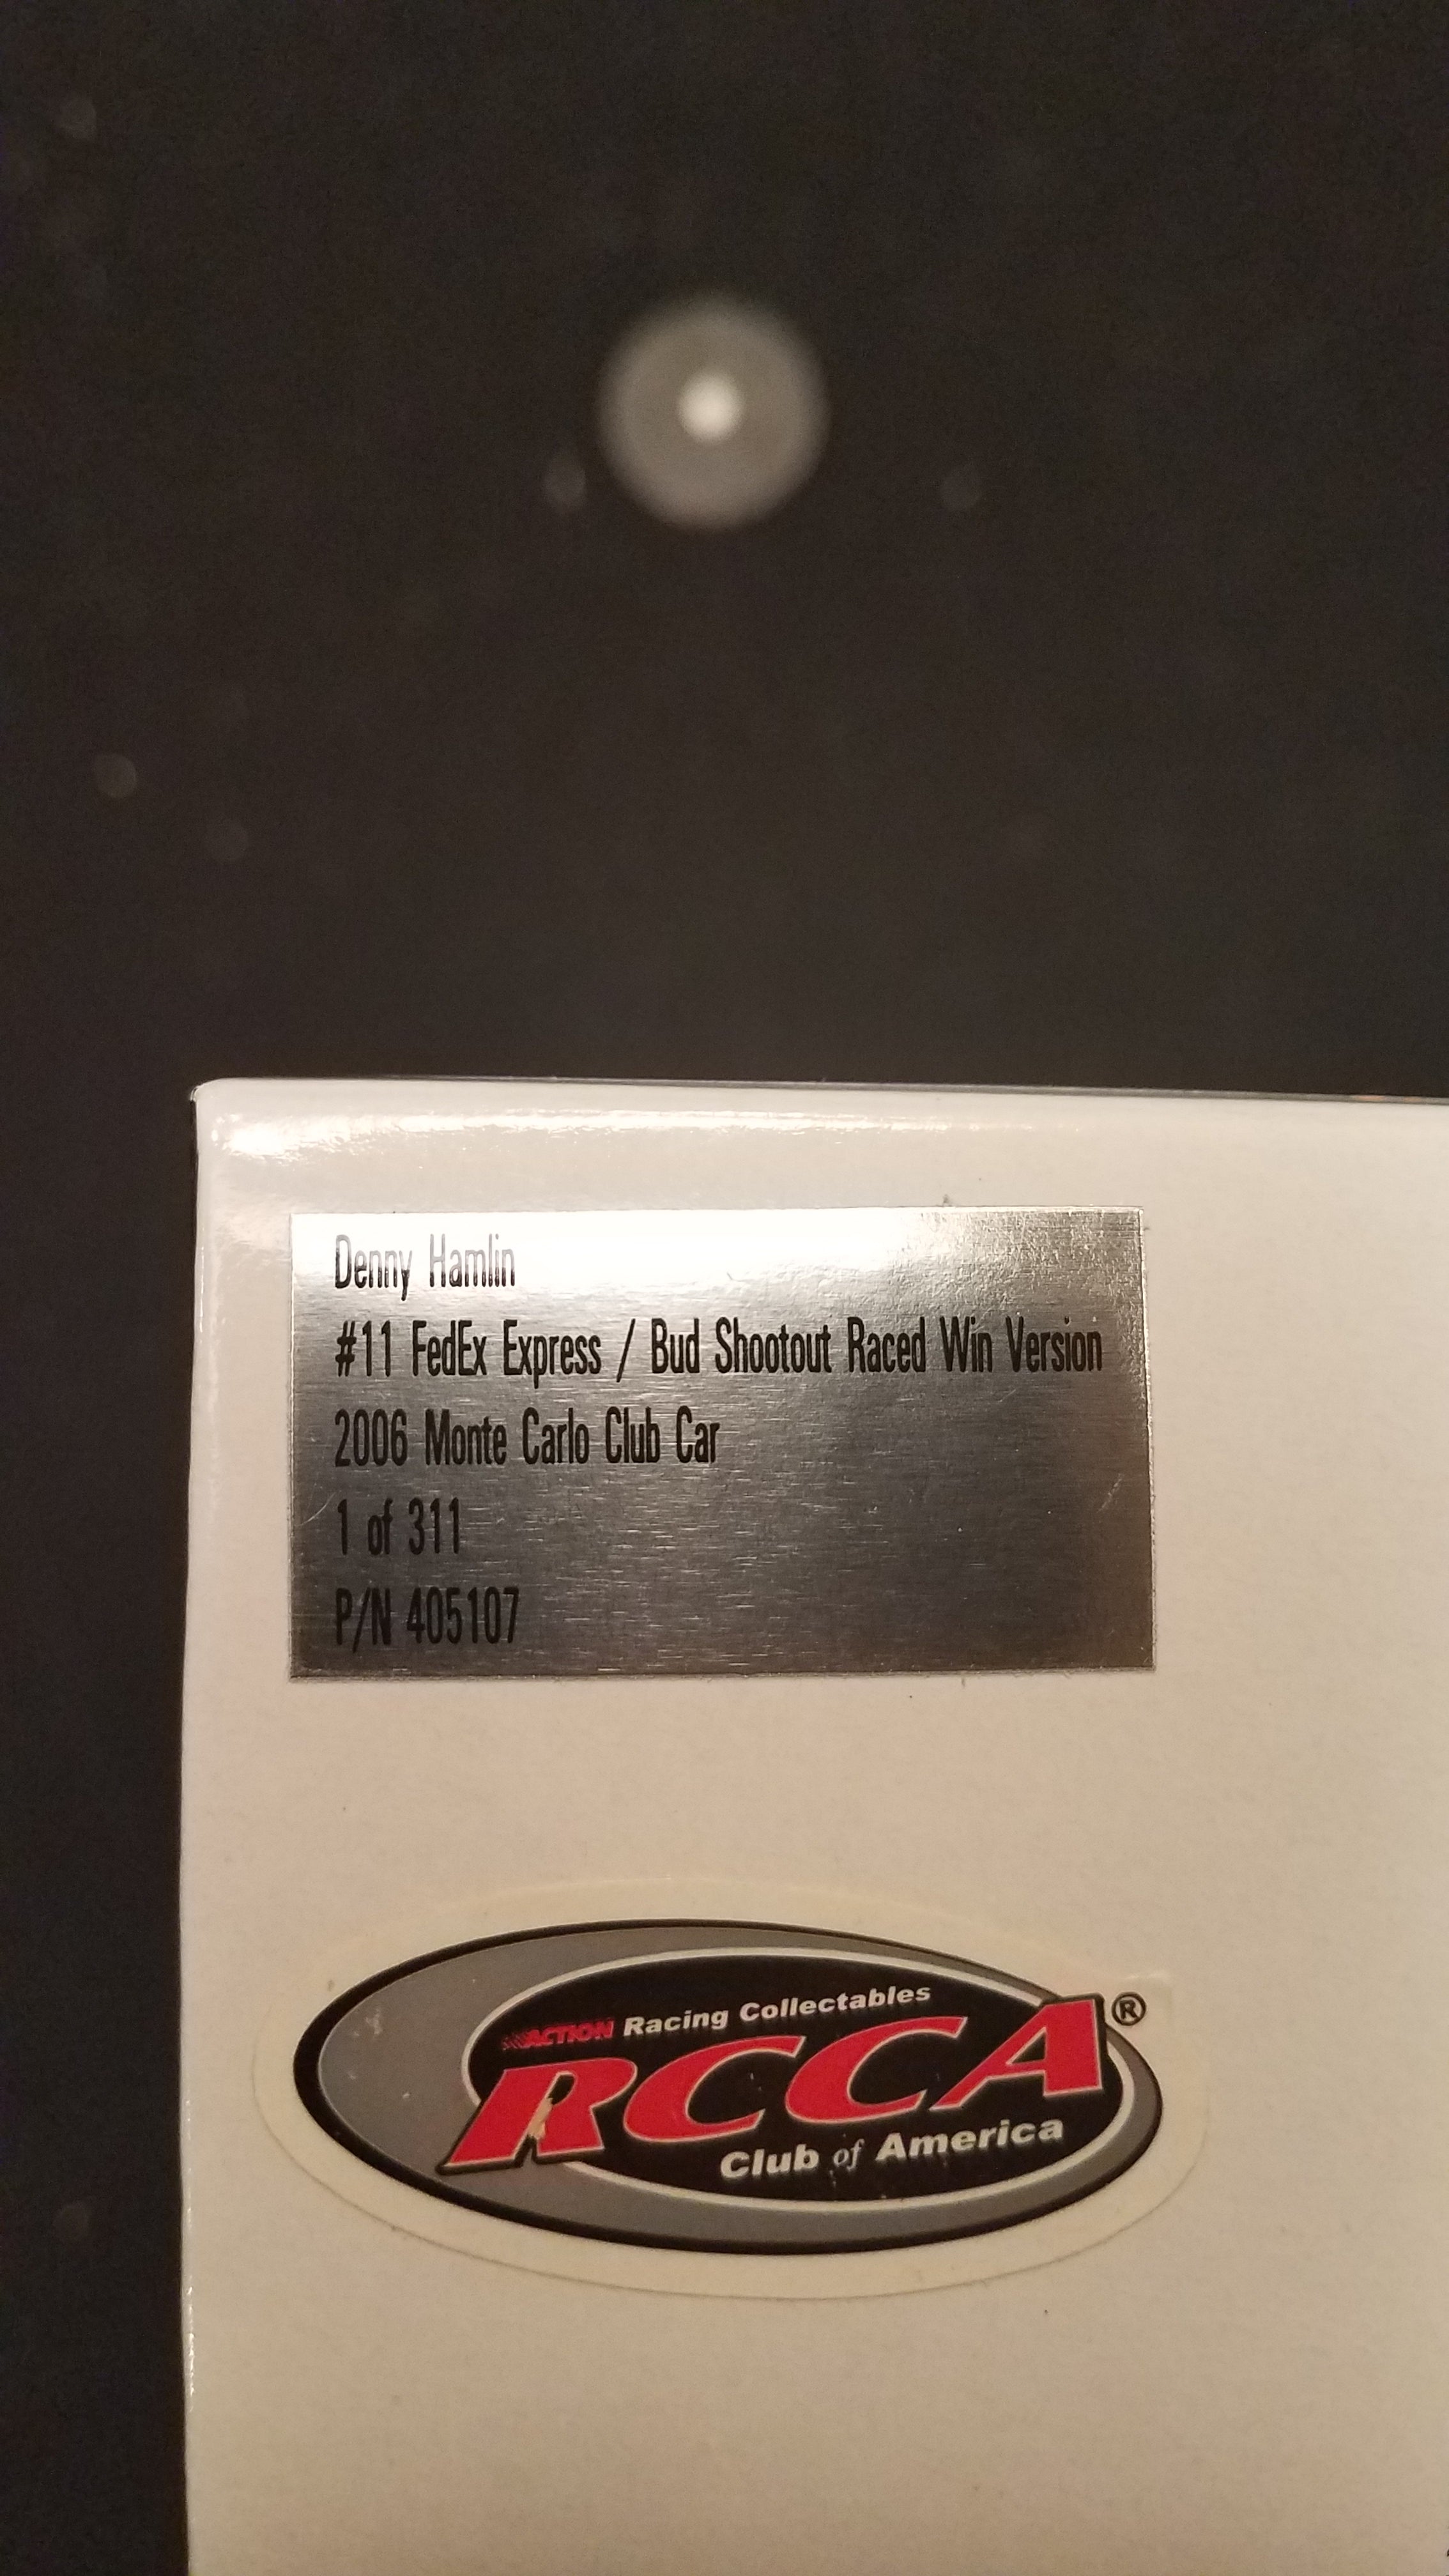 Denny Hamlin
#11 FedEx Express / Bud Shootout Raced Win Version
2006 Monte Carlo Club Car
1 of 311
P/N 405107
ACTION Racing Collectables
RCCA®
Club of America